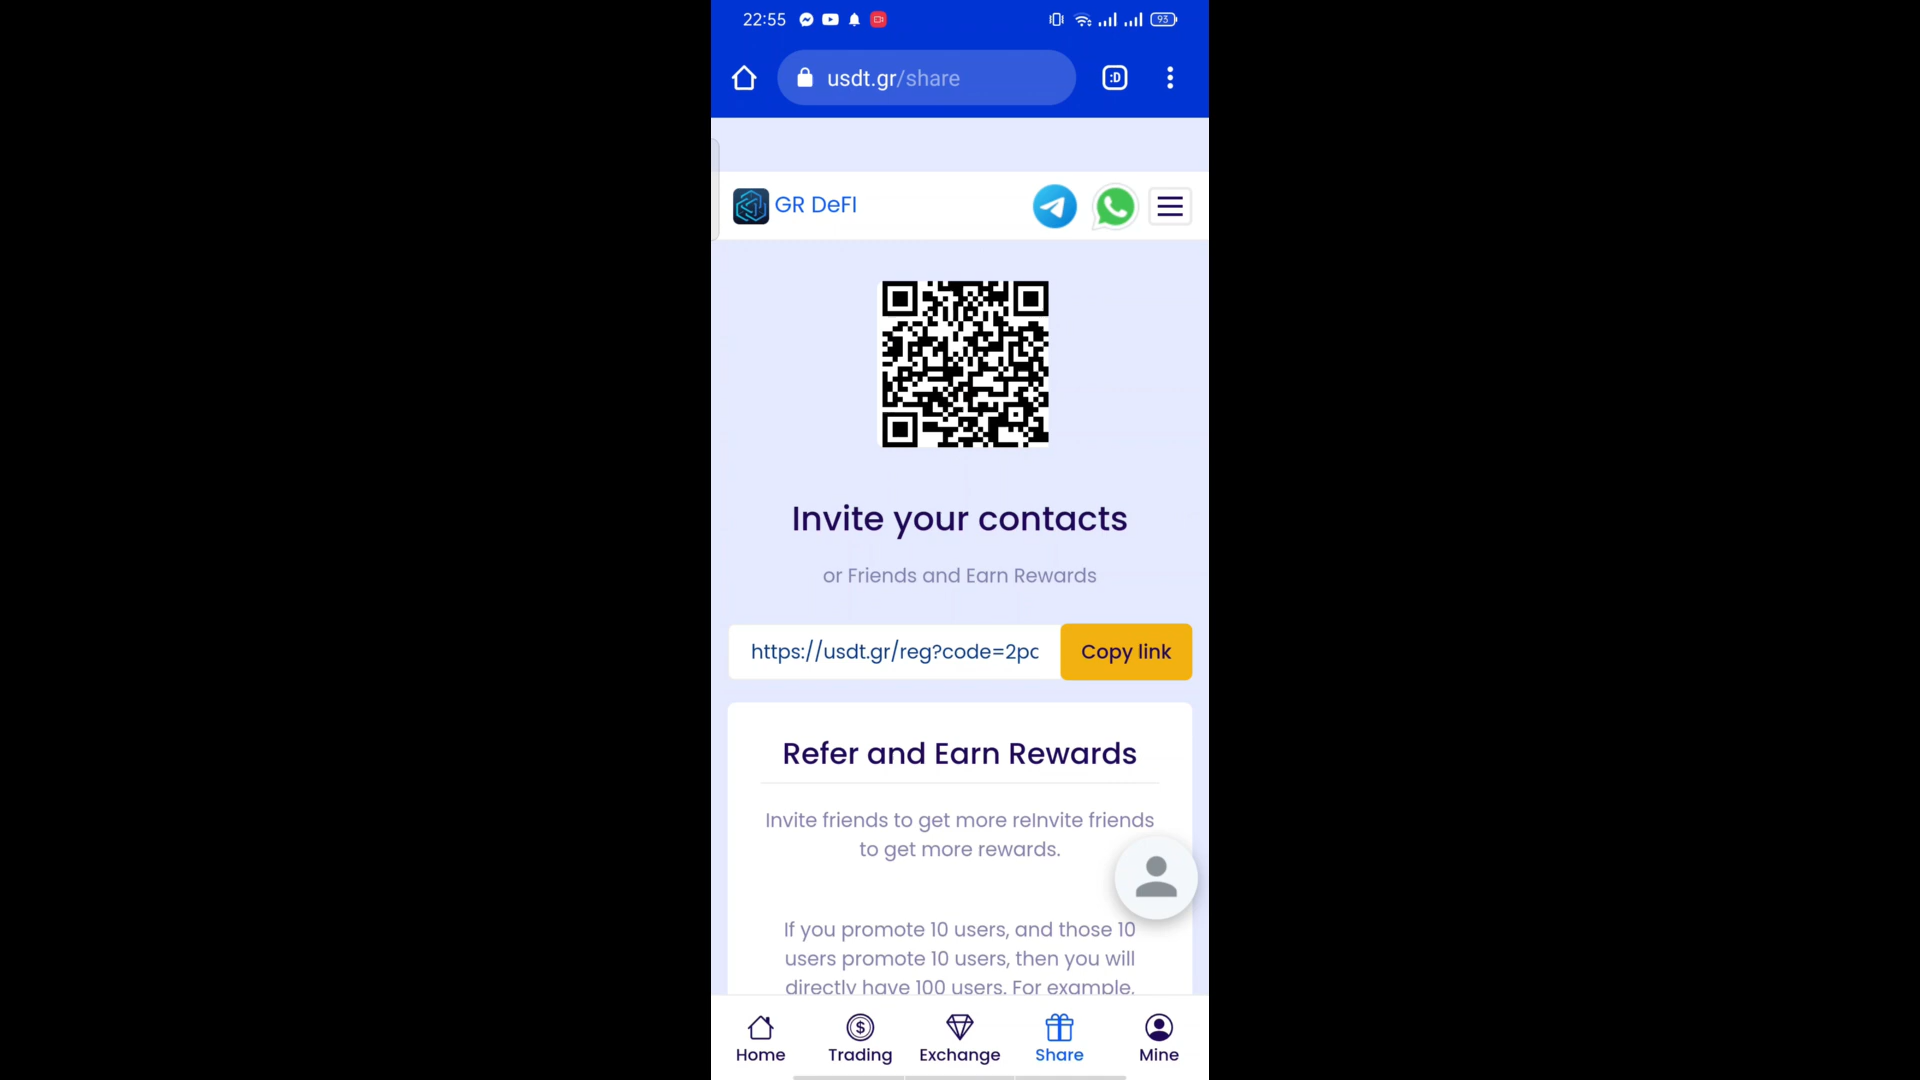 22:55
93
usdt.gr/share
:D
GR DeFI
Invite your contacts
or Friends and Earn Rewards
https://usdt.gr/reg?code=2pc
Copy link
Refer and Earn Rewards
Invite friends to get more reInvite friends
to get more rewards.
If you promote 10 users, and those 10
users promote 10 users, then you will
directly have 100 users. For example,
Home
Trading
Exchange
Share
Mine